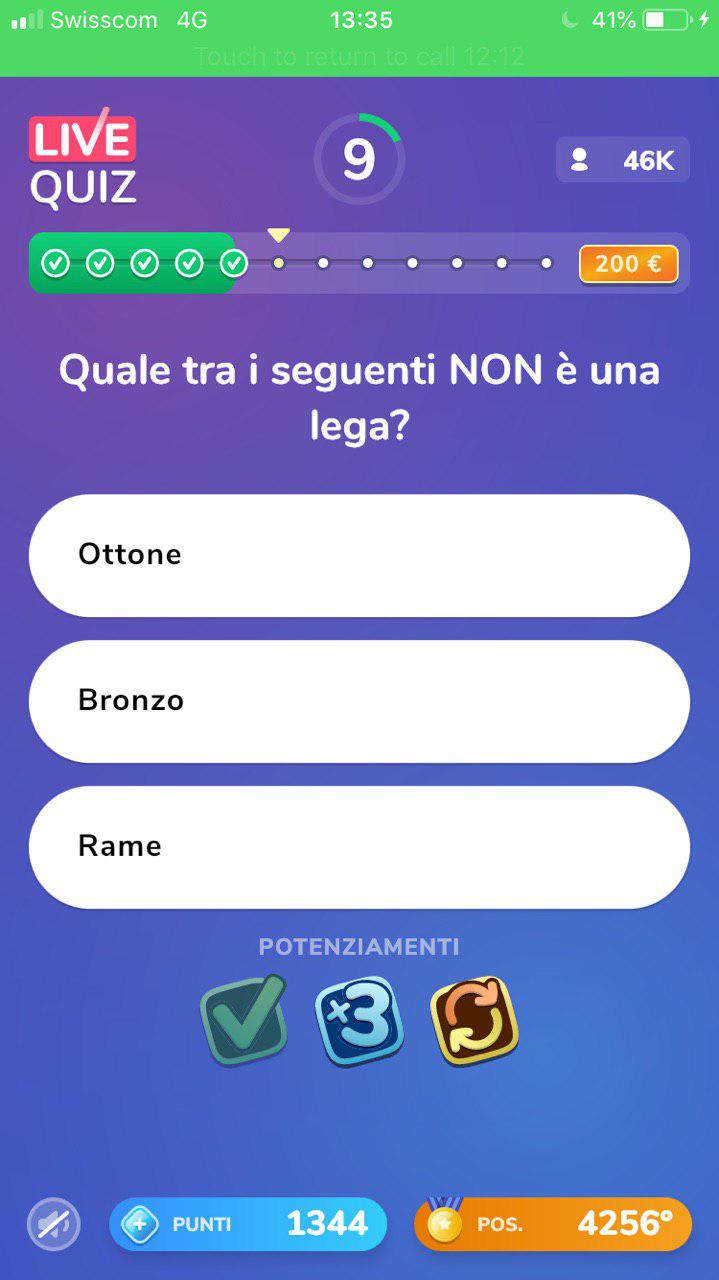 Swisscom 4G 13:35 41%
Touch to return to call 12:12
LIVE
QUIZ
9
46K
200 €
Quale tra i seguenti NON è una
lega?
Ottone
Bronzo
Rame
POTENZIAMENTI
×3
PUNTI 1344
POS. 4256º